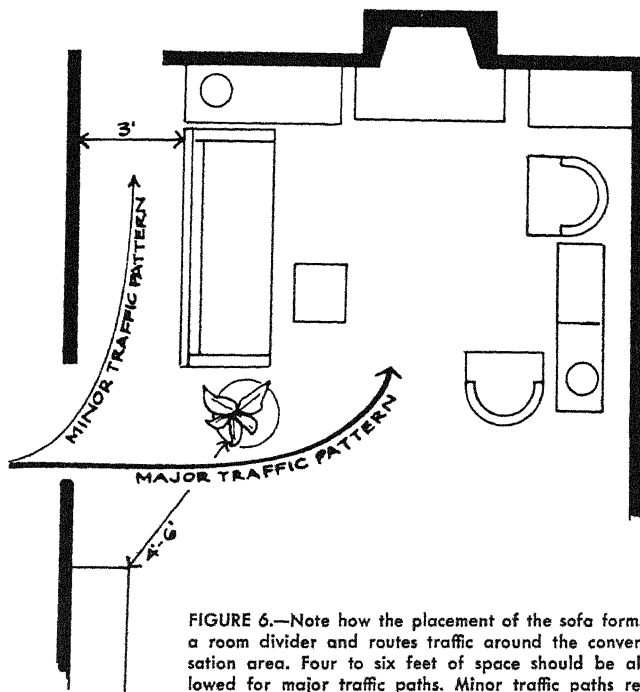 3'
MINOR TRAFFIC PATTERN
MAJOR TRAFFIC PATTERN
4'-6'
FIGURE 6.—Note how the placement of the sofa form
a room divider and routes traffic around the conver
sation area. Four to six feet of space should be al
lowed for major traffic paths. Minor traffic paths re